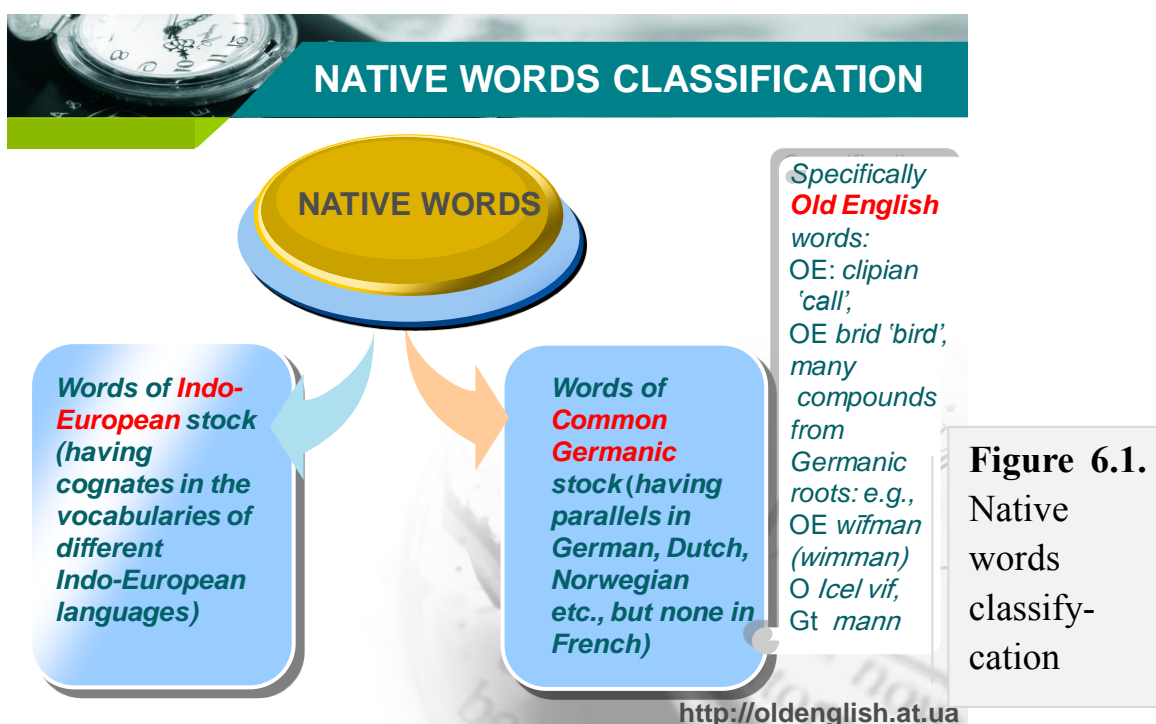 NATIVE WORDS CLASSIFICATION
NATIVE WORDS
Words of Indo-
European stock
(having
cognates in the
vocabularies of
different
Indo-European
languages)
Words of
Common
Germanic
stock (having
parallels in
German, Dutch,
Norwegian
etc., but none in
French)
Specifically
Old English
words:
OE: clipian
'call',
OE brid 'bird',
many
compounds
from
Germanic
roots: e.g.,
OE wīfman
(wimman)
O Icel vif,
Gt mann
http://oldenglish.at.ua
Figure 6.1.
Native
words
classify-
cation